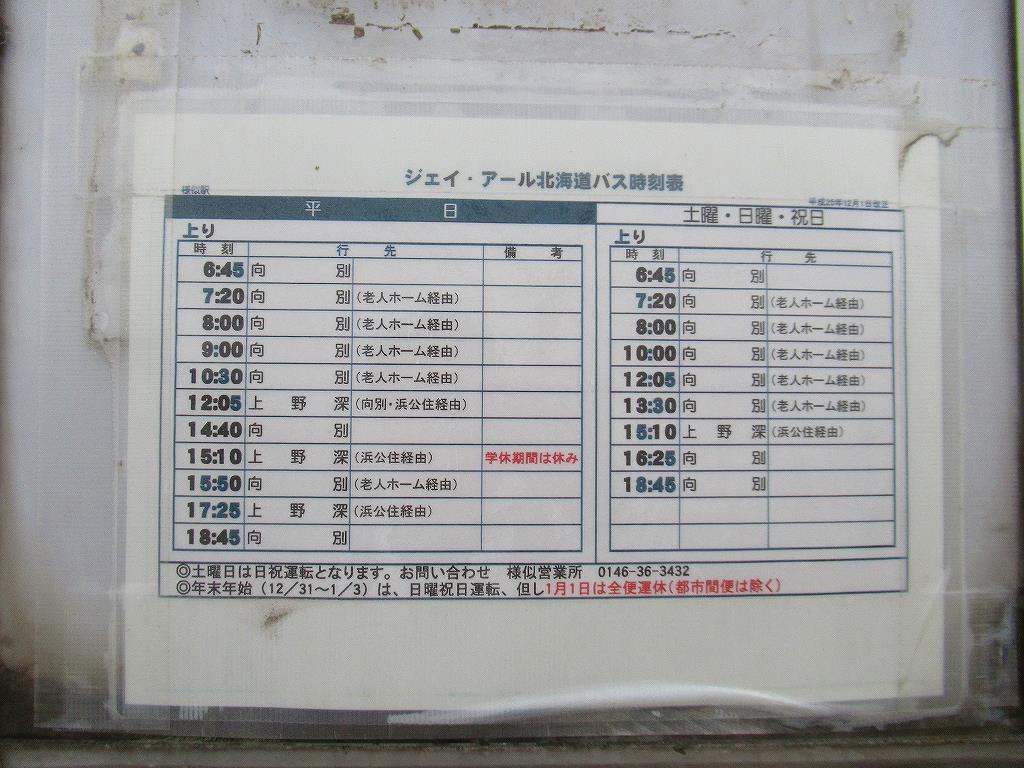 ジェイ・アール北海道バス時刻表
様似駅
平成25年12月1日改正
平 日
上り
時 刻 行 先 備 考
6:45 向 別
7:20 向 別 (老人ホーム経由)
8:00 向 別 (老人ホーム経由)
9:00 向 別 (老人ホーム経由)
10:30 向 別 (老人ホーム経由)
12:05 上 野 深 (向別・浜公住経由)
14:40 向 別
15:10 上 野 深 (浜公住経由) 学休期間は休み
15:50 向 別 (老人ホーム経由)
17:25 上 野 深 (浜公住経由)
18:45 向 別
土曜・日曜・祝日
上り
時 刻 行 先
6:45 向 別
7:20 向 別 (老人ホーム経由)
8:00 向 別 (老人ホーム経由)
10:00 向 別 (老人ホーム経由)
12:05 向 別 (老人ホーム経由)
13:30 向 別 (老人ホーム経由)
15:10 上 野 深 (浜公住経由)
16:25 向 別
18:45 向 別
◎土曜日は日祝運転となります。お問い合わせ 様似営業所 0146-36-3432
◎年末年始（12／31～1／3）は、日曜祝日運転、但し1月1日は全便運休(都市間便は除く)